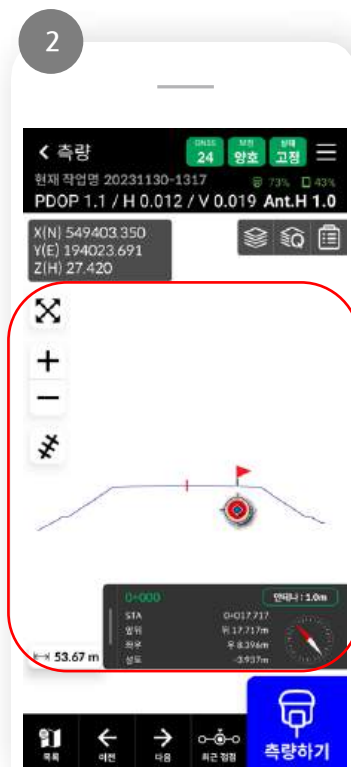 2
측량
GNSS 24 보정 양호 상태 고정
현재 작업명 20231130-1317 73% 43%
PDOP 1.1 / H 0.012 / V 0.019 Ant.H 1.0
X(N) 549403.350
Y(E) 194023.691
Z(H) 27.420
0+000
안테나 : 1.0m
STA 0+017.717
앞뒤 뒤 17.717m
좌우 우 8.396m
성토 -3.937m
53.67 m
목록 이전 다음 최근 점검 측량하기